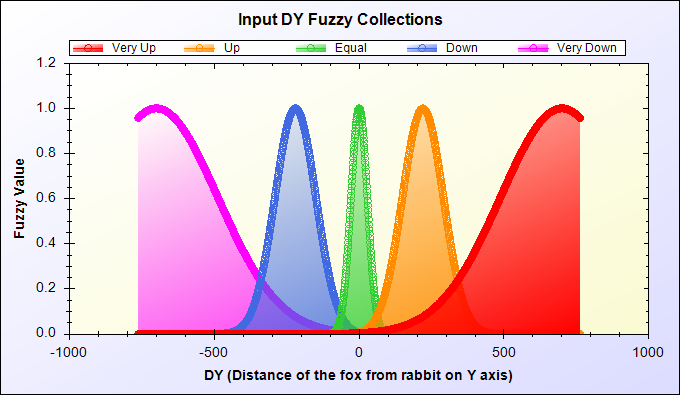 Input DY Fuzzy Collections
Very Up Up Equal Down Very Down
1.2
1.0
0.8
0.6
0.4
0.2
0.0
Fuzzy Value
-1000 -500 0 500 1000
DY (Distance of the fox from rabbit on Y axis)